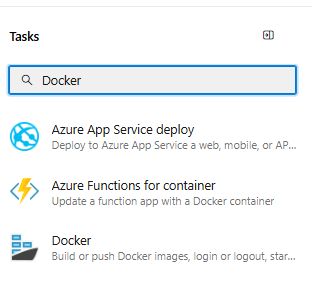 Tasks
Docker
Azure App Service deploy
Deploy to Azure App Service a web, mobile, or AP...
Azure Functions for container
Update a function app with a Docker container
Docker
Build or push Docker images, login or logout, star...